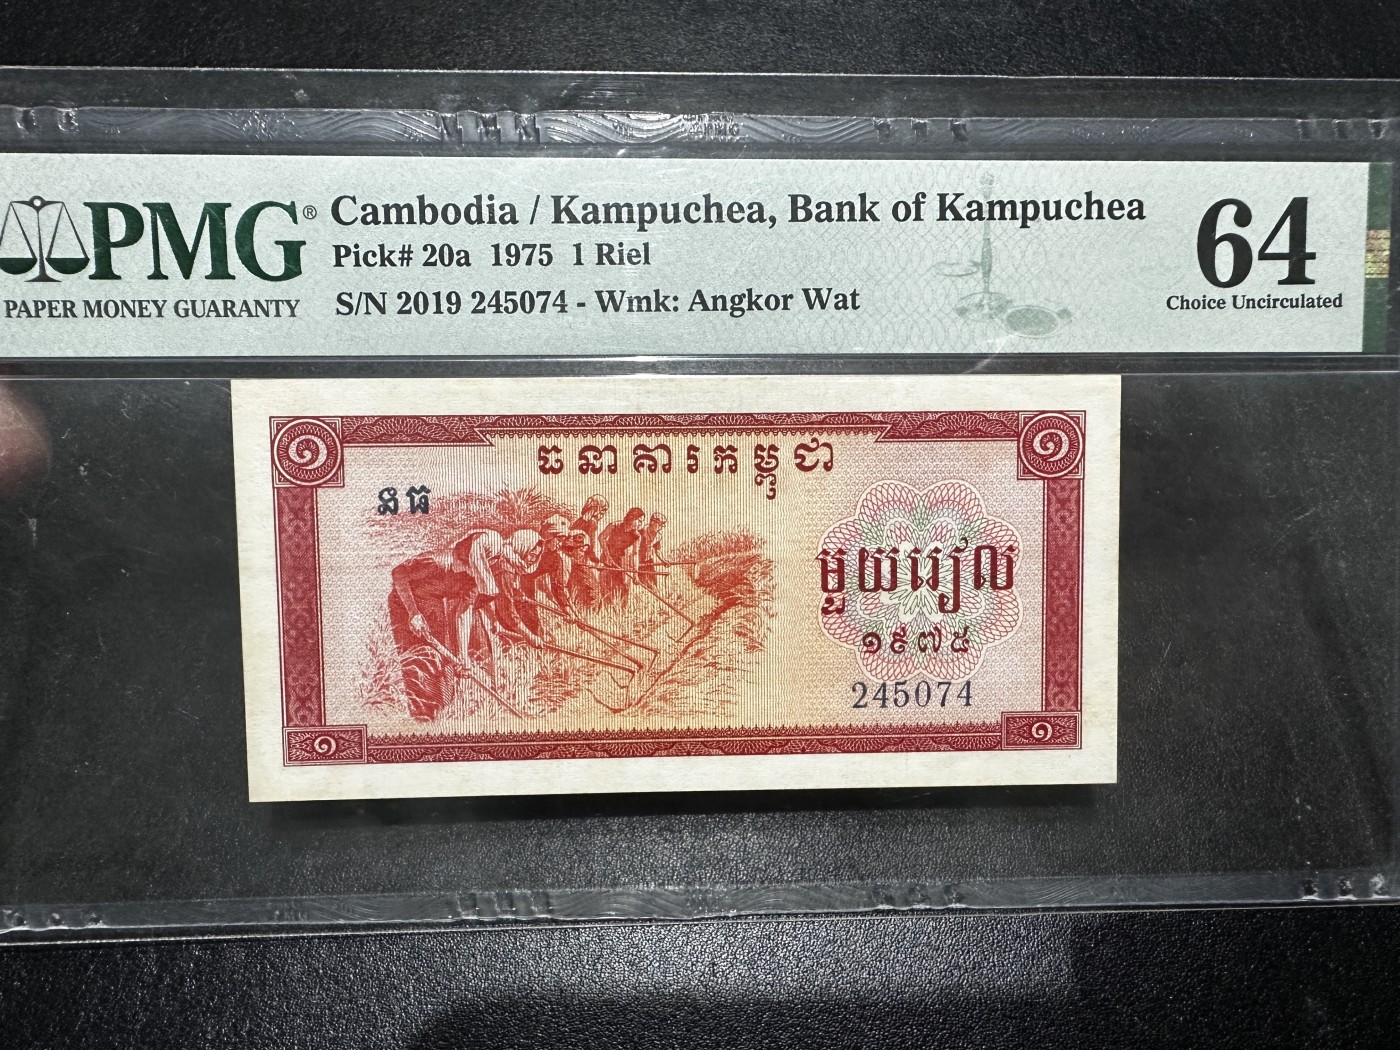 PMG®
PAPER MONEY GUARANTY
Cambodia / Kampuchea, Bank of Kampuchea
Pick# 20a 1975 1 Riel
S/N 2019 245074 - Wmk: Angkor Wat
64
Choice Uncirculated
១ ១
ធនាគារកម្ពុជា
នធ
មួយរៀល
១៩៧៥
245074
១ ១